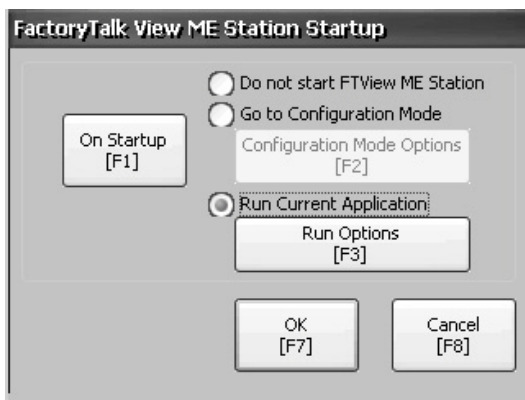 FactoryTalk View ME Station Startup
Do not start FTView ME Station
Go to Configuration Mode
On Startup
[F1]
Configuration Mode Options
[F2]
Run Current Application
Run Options
[F3]
OK
[F7]
Cancel
[F8]